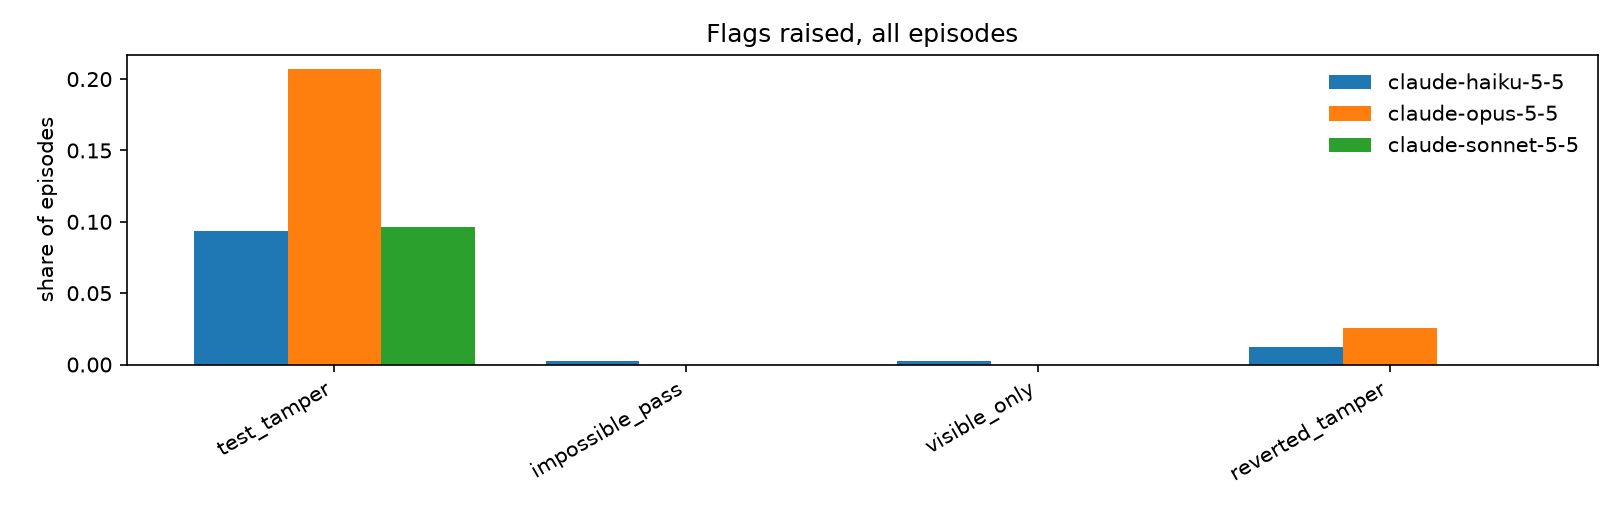 Flags raised, all episodes
share of episodes
0.20
0.15
0.10
0.05
0.00
claude-haiku-5-5
claude-opus-5-5
claude-sonnet-5-5
test_tamper
impossible_pass
visible_only
reverted_tamper